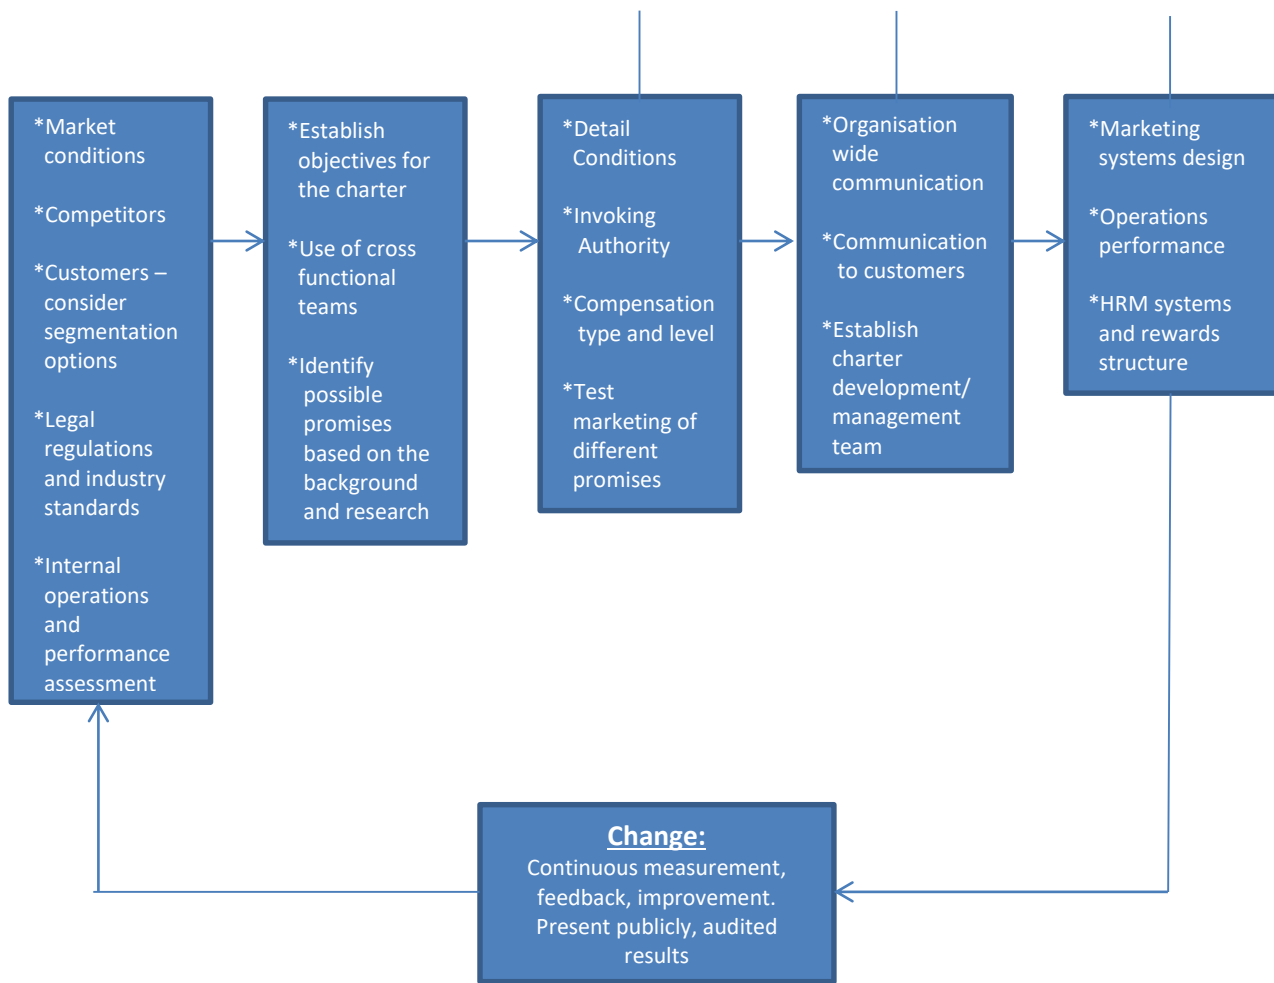 *Market
conditions
*Competitors
*Customers –
consider
segmentation
options
*Legal
regulations
and industry
standards
*Internal
operations
and
performance
assessment
*Establish
objectives for
the charter
*Use of cross
functional
teams
*Identify
possible
promises
based on the
background
and research
*Detail
Conditions
*Invoking
Authority
*Compensation
type and level
*Test
marketing of
different
promises
*Organisation
wide
communication
*Communication
to customers
*Establish
charter
development/
management
team
*Marketing
systems design
*Operations
performance
*HRM systems
and rewards
structure
Change:
Continuous measurement,
feedback, improvement.
Present publicly, audited
results